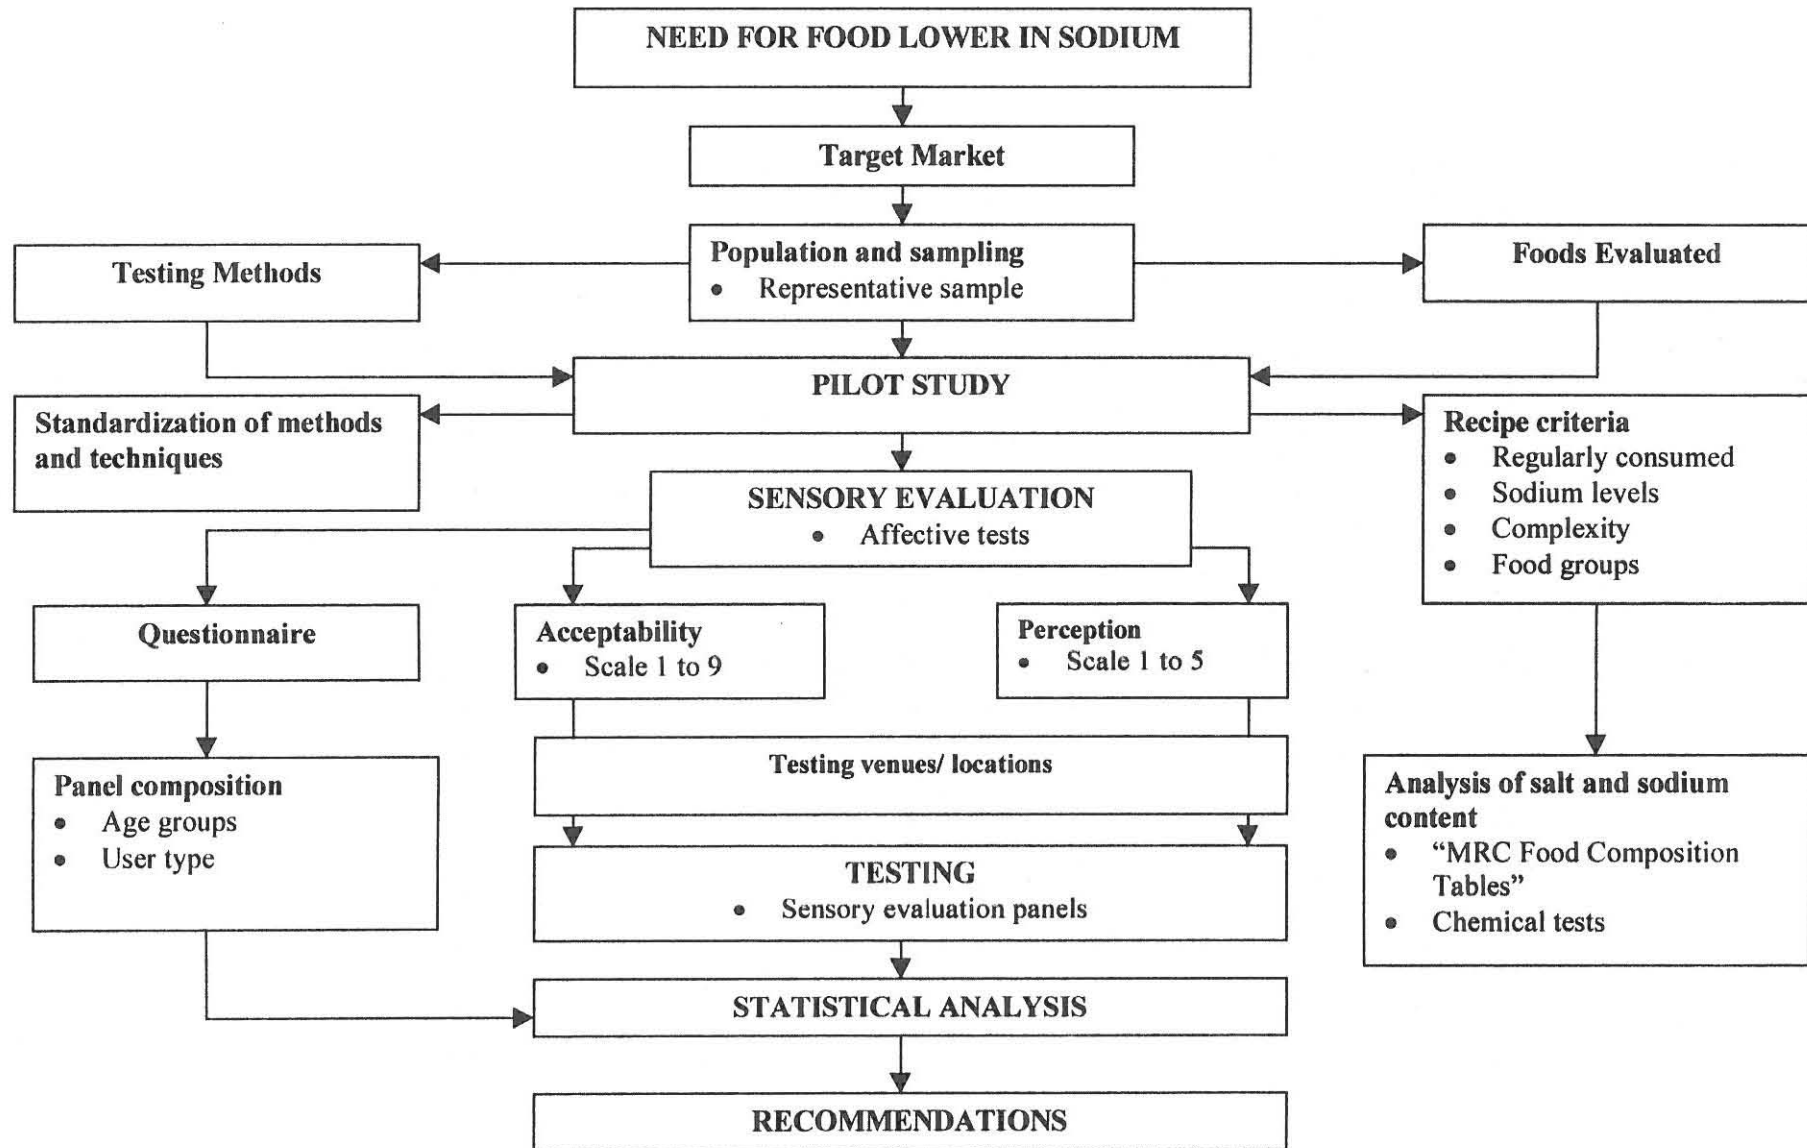 NEED FOR FOOD LOWER IN SODIUM
Target Market
Testing Methods
Population and sampling
• Representative sample
Foods Evaluated
PILOT STUDY
Standardization of methods
and techniques
Recipe criteria
• Regularly consumed
• Sodium levels
• Complexity
• Food groups
SENSORY EVALUATION
• Affective tests
Questionnaire
Acceptability
• Scale 1 to 9
Perception
• Scale 1 to 5
Testing venues/ locations
Panel composition
• Age groups
• User type
Analysis of salt and sodium
content
• “MRC Food Composition
Tables”
• Chemical tests
TESTING
• Sensory evaluation panels
STATISTICAL ANALYSIS
RECOMMENDATIONS